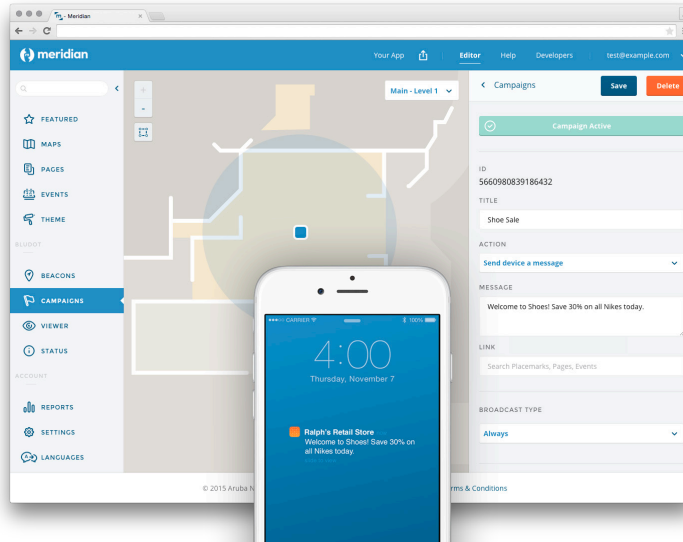 m - Meridian
meridian
Your App
Editor
Help
Developers
test@example.com
FEATURED
MAPS
PAGES
EVENTS
THEME
BLUDOT
BEACONS
CAMPAIGNS
VIEWER
STATUS
ACCOUNT
REPORTS
SETTINGS
LANGUAGES
+
-
Main - Level 1
Campaigns
Save
Delete
Campaign Active
ID
5660980839186432
TITLE
Shoe Sale
ACTION
Send device a message
MESSAGE
Welcome to Shoes! Save 30% on all Nikes today.
LINK
Search Placemarks, Pages, Events
BROADCAST TYPE
Always
CARRIER
100%
4:00
Thursday, November 7
Ralph's Retail Store
Welcome to Shoes! Save 30% on
all Nikes today.
© 2015 Aruba
& Conditions